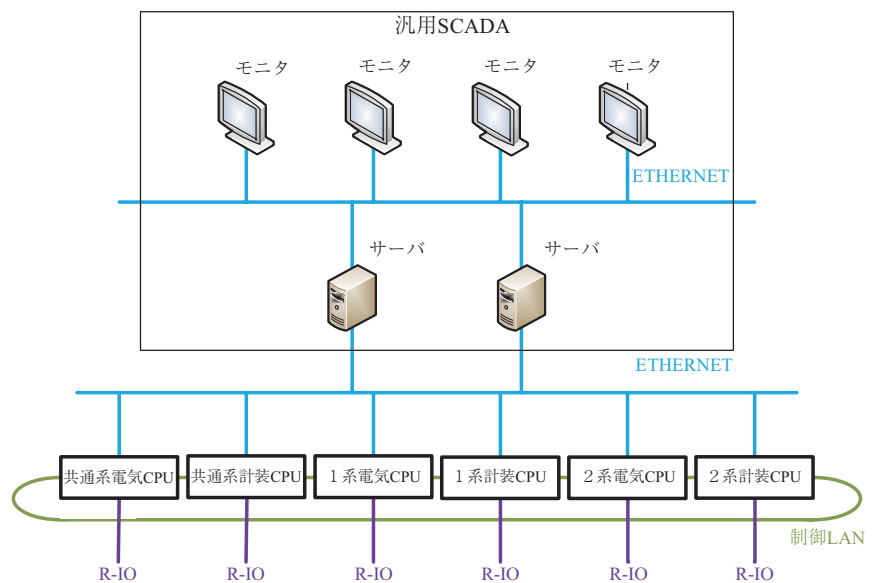 汎用SCADA
モニタ
モニタ
モニタ
モニタ
ETHERNET
サーバ
サーバ
ETHERNET
共通系電気CPU
共通系計装CPU
１系電気CPU
１系計装CPU
２系電気CPU
２系計装CPU
制御LAN
R-IO
R-IO
R-IO
R-IO
R-IO
R-IO